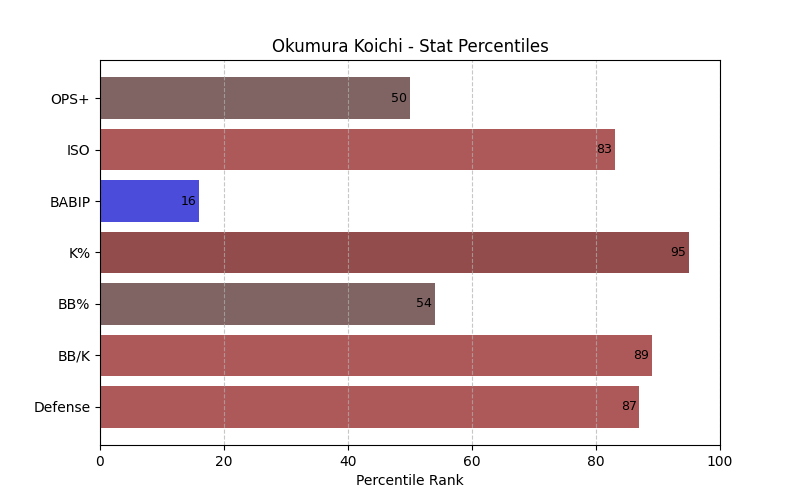 Okumura Koichi - Stat Percentiles
OPS+ 50
ISO 83
BABIP 16
K% 95
BB% 54
BB/K 89
Defense 87
0 20 40 60 80 100
Percentile Rank